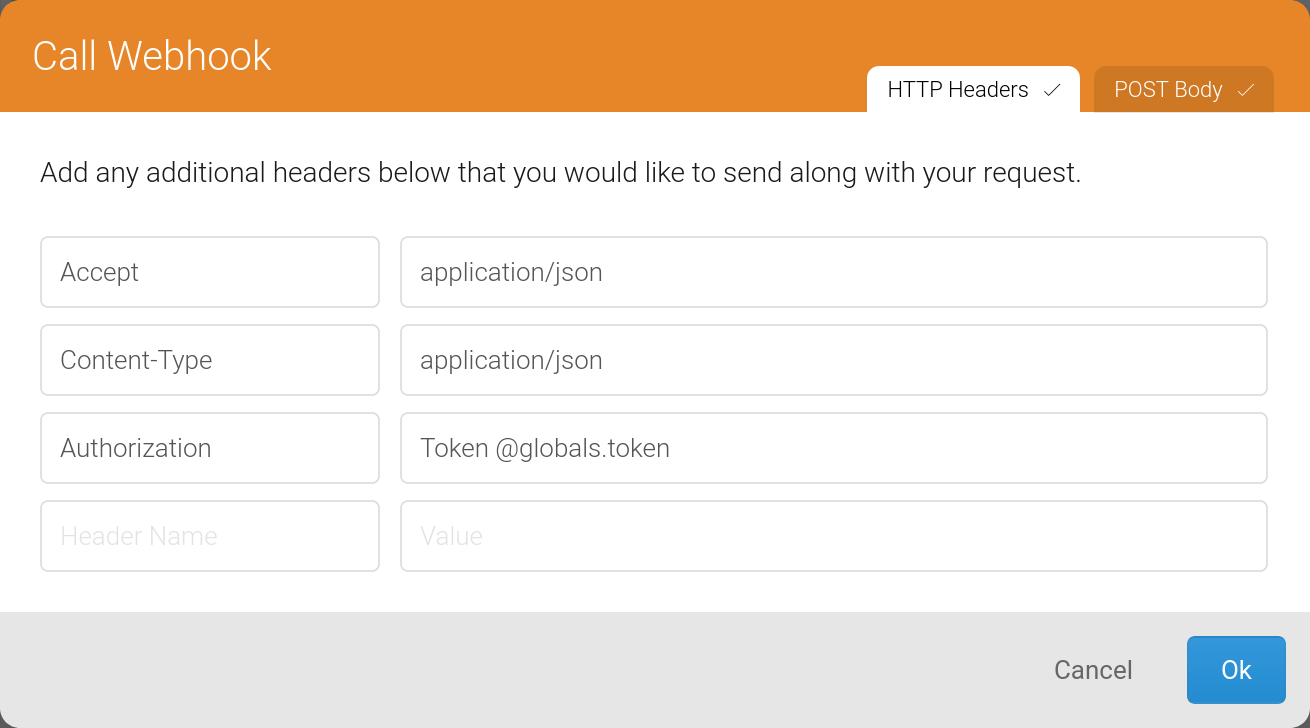 Call Webhook
HTTP Headers
POST Body
Add any additional headers below that you would like to send along with your request.
Accept
application/json
Content-Type
application/json
Authorization
Token @globals.token
Header Name
Value
Cancel
Ok